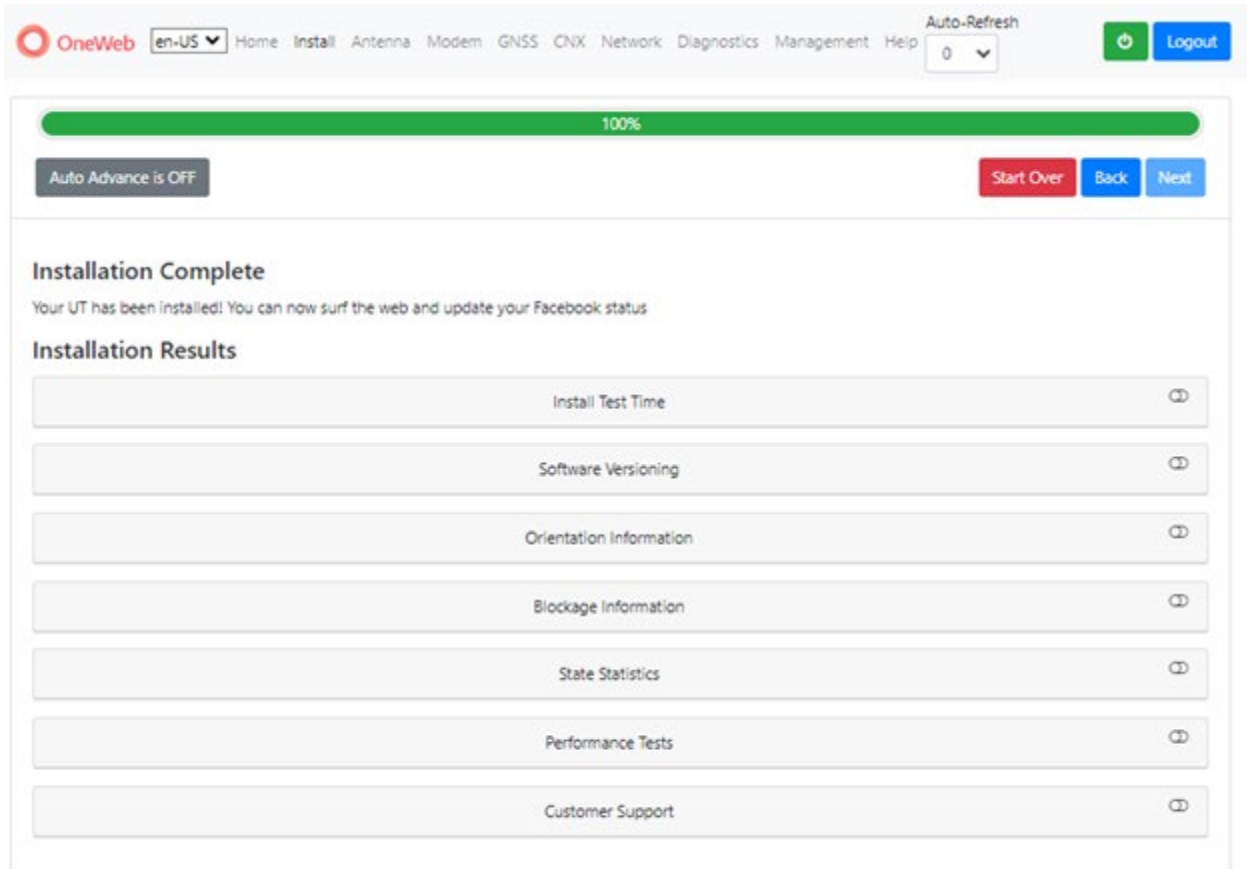 Auto-Refresh
OneWeb en-US Home Install Antenna Modem GNSS CNX Network Diagnostics Management Help 0 Logout
100%
Auto Advance is OFF Start Over Back Next
Installation Complete
Your UT has been installed! You can now surf the web and update your Facebook status
Installation Results
Install Test Time
Software Versioning
Orientation Information
Blockage Information
State Statistics
Performance Tests
Customer Support